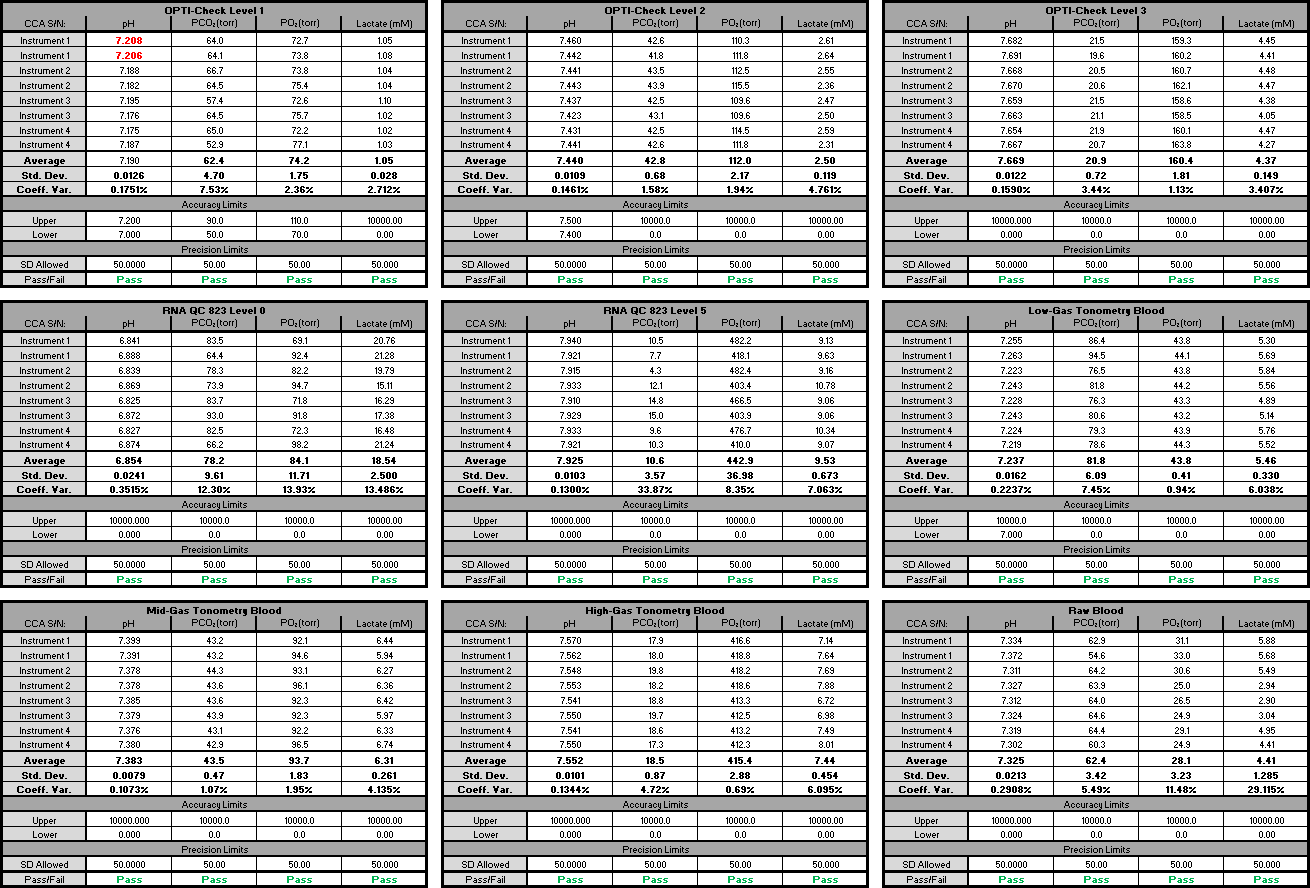 OPTI-Check Level 1
CCA S/N: pH PCO₂(torr) PO₂(torr) Lactate (mM)
Instrument 1 7.208 64.0 72.7 1.05
Instrument 1 7.206 64.1 73.8 1.08
Instrument 2 7.188 66.7 73.8 1.04
Instrument 2 7.182 64.5 75.4 1.04
Instrument 3 7.195 57.4 72.6 1.10
Instrument 3 7.176 64.5 75.7 1.02
Instrument 4 7.175 65.0 72.2 1.02
Instrument 4 7.187 52.9 77.1 1.03
Average 7.190 62.4 74.2 1.05
Std. Dev. 0.0126 4.70 1.75 0.028
Coeff. Var. 0.1751% 7.53% 2.36% 2.712%
Accuracy Limits
Upper 7.200 90.0 110.0 10000.00
Lower 7.000 50.0 70.0 0.00
Precision Limits
SD Allowed 50.0000 50.00 50.00 50.000
Pass/Fail Pass Pass Pass Pass
OPTI-Check Level 2
CCA S/N: pH PCO₂(torr) PO₂(torr) Lactate (mM)
Instrument 1 7.460 42.6 110.3 2.61
Instrument 1 7.442 41.8 111.8 2.64
Instrument 2 7.441 43.5 112.5 2.55
Instrument 2 7.443 43.9 115.5 2.36
Instrument 3 7.437 42.5 109.6 2.47
Instrument 3 7.423 43.1 109.6 2.50
Instrument 4 7.431 42.5 114.5 2.59
Instrument 4 7.441 42.6 111.8 2.31
Average 7.440 42.8 112.0 2.50
Std. Dev. 0.0109 0.68 2.17 0.119
Coeff. Var. 0.1461% 1.58% 1.94% 4.761%
Accuracy Limits
Upper 7.500 10000.0 10000.0 10000.00
Lower 7.400 0.0 0.0 0.00
Precision Limits
SD Allowed 50.0000 50.00 50.00 50.000
Pass/Fail Pass Pass Pass Pass
OPTI-Check Level 3
CCA S/N: pH PCO₂(torr) PO₂(torr) Lactate (mM)
Instrument 1 7.682 21.5 159.3 4.45
Instrument 1 7.691 19.6 160.2 4.41
Instrument 2 7.668 20.5 160.7 4.48
Instrument 2 7.670 20.6 162.1 4.47
Instrument 3 7.659 21.5 158.6 4.38
Instrument 3 7.663 21.1 158.5 4.05
Instrument 4 7.654 21.9 160.1 4.47
Instrument 4 7.667 20.7 163.8 4.27
Average 7.669 20.9 160.4 4.37
Std. Dev. 0.0122 0.72 1.81 0.149
Coeff. Var. 0.1590% 3.44% 1.13% 3.407%
Accuracy Limits
Upper 10000.000 10000.0 10000.0 10000.00
Lower 0.000 0.0 0.0 0.00
Precision Limits
SD Allowed 50.0000 50.00 50.00 50.000
Pass/Fail Pass Pass Pass Pass
RNA QC 823 Level 0
CCA S/N: pH PCO₂(torr) PO₂(torr) Lactate (mM)
Instrument 1 6.841 83.5 69.1 20.76
Instrument 1 6.888 64.4 92.4 21.28
Instrument 2 6.839 78.3 82.2 19.79
Instrument 2 6.869 73.9 94.7 15.11
Instrument 3 6.825 83.7 71.8 16.29
Instrument 3 6.872 93.0 91.8 17.38
Instrument 4 6.827 82.5 72.3 16.48
Instrument 4 6.874 66.2 98.2 21.24
Average 6.854 78.2 84.1 18.54
Std. Dev. 0.0241 9.61 11.71 2.500
Coeff. Var. 0.3515% 12.30% 13.93% 13.486%
Accuracy Limits
Upper 10000.000 10000.0 10000.0 10000.00
Lower 0.000 0.0 0.0 0.00
Precision Limits
SD Allowed 50.0000 50.00 50.00 50.000
Pass/Fail Pass Pass Pass Pass
RNA QC 823 Level 5
CCA S/N: pH PCO₂(torr) PO₂(torr) Lactate (mM)
Instrument 1 7.940 10.5 482.2 9.13
Instrument 1 7.921 7.7 418.1 9.63
Instrument 2 7.915 4.3 482.4 9.16
Instrument 2 7.933 12.1 403.4 10.78
Instrument 3 7.910 14.8 466.5 9.06
Instrument 3 7.929 15.0 403.9 9.06
Instrument 4 7.933 9.6 476.7 10.34
Instrument 4 7.921 10.3 410.0 9.07
Average 7.925 10.6 442.9 9.53
Std. Dev. 0.0103 3.57 36.98 0.673
Coeff. Var. 0.1300% 33.87% 8.35% 7.063%
Accuracy Limits
Upper 10000.000 10000.0 10000.0 10000.00
Lower 0.000 0.0 0.0 0.00
Precision Limits
SD Allowed 50.0000 50.00 50.00 50.000
Pass/Fail Pass Pass Pass Pass
Low-Gas Tonometry Blood
CCA S/N: pH PCO₂(torr) PO₂(torr) Lactate (mM)
Instrument 1 7.255 86.4 43.8 5.30
Instrument 1 7.263 94.5 44.1 5.69
Instrument 2 7.223 76.5 43.8 5.84
Instrument 2 7.243 81.8 44.2 5.56
Instrument 3 7.228 76.3 43.3 4.89
Instrument 3 7.243 80.6 43.2 5.14
Instrument 4 7.224 79.3 43.9 5.76
Instrument 4 7.219 78.6 44.3 5.52
Average 7.237 81.8 43.8 5.46
Std. Dev. 0.0162 6.09 0.41 0.330
Coeff. Var. 0.2237% 7.45% 0.94% 6.038%
Accuracy Limits
Upper 10000.0 10000.0 10000.0 10000.00
Lower 7.000 0.0 0.0 0.00
Precision Limits
SD Allowed 50.0000 50.00 50.00 50.000
Pass/Fail Pass Pass Pass Pass
Mid-Gas Tonometry Blood
CCA S/N: pH PCO₂(torr) PO₂(torr) Lactate (mM)
Instrument 1 7.399 43.2 92.1 6.44
Instrument 1 7.391 43.2 94.6 5.94
Instrument 2 7.378 44.3 93.1 6.27
Instrument 2 7.378 43.6 96.1 6.36
Instrument 3 7.385 43.6 92.3 6.42
Instrument 3 7.379 43.9 92.3 5.97
Instrument 4 7.376 43.1 92.2 6.33
Instrument 4 7.380 42.9 96.5 6.74
Average 7.383 43.5 93.7 6.31
Std. Dev. 0.0079 0.47 1.83 0.261
Coeff. Var. 0.1073% 1.07% 1.95% 4.135%
Accuracy Limits
Upper 10000.000 10000.0 10000.0 10000.00
Lower 0.000 0.0 0.0 0.00
Precision Limits
SD Allowed 50.0000 50.00 50.00 50.000
Pass/Fail Pass Pass Pass Pass
High-Gas Tonometry Blood
CCA S/N: pH PCO₂(torr) PO₂(torr) Lactate (mM)
Instrument 1 7.570 17.9 416.6 7.14
Instrument 1 7.562 18.0 418.8 7.64
Instrument 2 7.548 19.8 418.2 7.69
Instrument 2 7.553 18.2 418.6 7.88
Instrument 3 7.541 18.8 413.3 6.72
Instrument 3 7.550 19.7 412.5 6.98
Instrument 4 7.541 18.6 413.2 7.49
Instrument 4 7.550 17.3 412.3 8.01
Average 7.552 18.5 415.4 7.44
Std. Dev. 0.0101 0.87 2.88 0.454
Coeff. Var. 0.1344% 4.72% 0.69% 6.095%
Accuracy Limits
Upper 10000.000 10000.0 10000.0 10000.00
Lower 0.000 0.0 0.0 0.00
Precision Limits
SD Allowed 50.0000 50.00 50.00 50.000
Pass/Fail Pass Pass Pass Pass
Raw Blood
CCA S/N: pH PCO₂(torr) PO₂(torr) Lactate (mM)
Instrument 1 7.334 62.9 31.1 5.88
Instrument 1 7.372 54.6 33.0 5.68
Instrument 2 7.311 64.2 30.6 5.49
Instrument 2 7.327 63.9 25.0 2.94
Instrument 3 7.312 64.0 26.5 2.90
Instrument 3 7.324 64.6 24.9 3.04
Instrument 4 7.319 64.4 29.1 4.95
Instrument 4 7.302 60.3 24.9 4.41
Average 7.325 62.4 28.1 4.41
Std. Dev. 0.0213 3.42 3.23 1.285
Coeff. Var. 0.2908% 5.49% 11.48% 29.115%
Accuracy Limits
Upper 10000.000 10000.0 10000.0 10000.00
Lower 0.000 0.0 0.0 0.00
Precision Limits
SD Allowed 50.0000 50.00 50.00 50.000
Pass/Fail Pass Pass Pass Pass